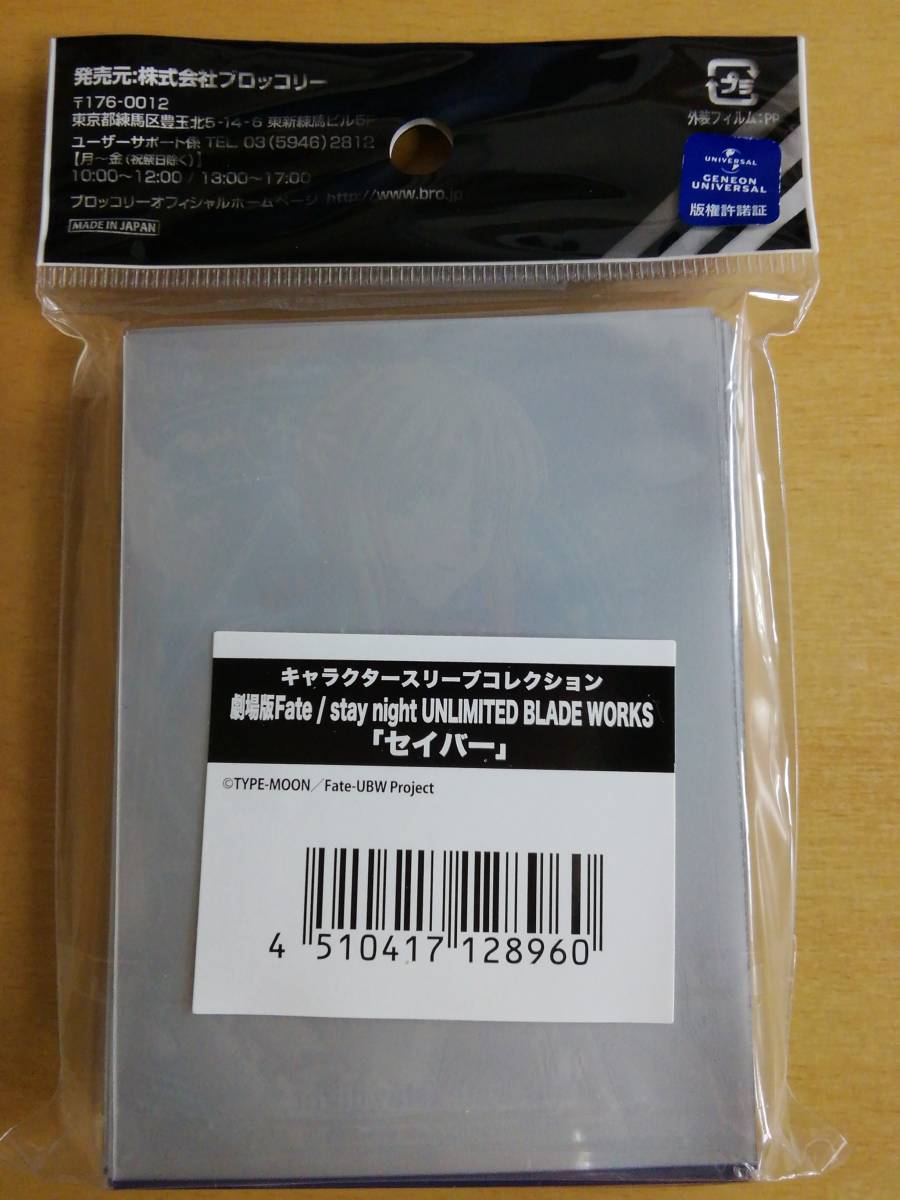 発売元:株式会社ブロッコリー
〒176-0012
東京都練馬区豊玉北5-14-6 東新練馬ビル6F
ユーザーサポート係 TEL 03(5946)2812
【月〜金(祝祭日除く)】
10:00〜12:00 / 13:00〜17:00
ブロッコリーオフィシャルホームページ http://www.bro.jp
MADE IN JAPAN
プラ
外装フィルム:PP
UNIVERSAL
GENEON
UNIVERSAL
版権許諾証
キャラクタースリーブコレクション
劇場版Fate / stay night UNLIMITED BLADE WORKS
「セイバー」
©TYPE-MOON／Fate-UBW Project
4 510417 128960